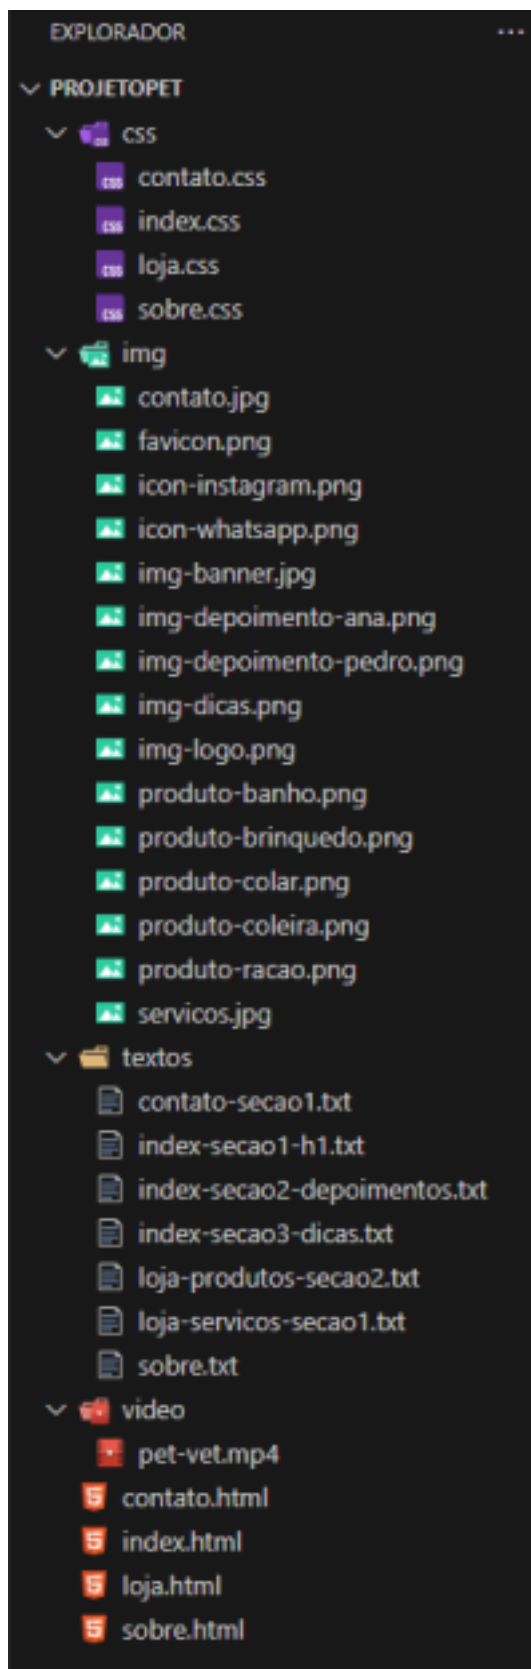 EXPLORADOR ...
PROJETOPET
css
contato.css
index.css
loja.css
sobre.css
img
contato.jpg
favicon.png
icon-instagram.png
icon-whatsapp.png
img-banner.jpg
img-depoimento-ana.png
img-depoimento-pedro.png
img-dicas.png
img-logo.png
produto-banho.png
produto-brinquedo.png
produto-colar.png
produto-coleira.png
produto-racao.png
servicos.jpg
textos
contato-secao1.txt
index-secao1-h1.txt
index-secao2-depoimentos.txt
index-secao3-dicas.txt
loja-produtos-secao2.txt
loja-servicos-secao1.txt
sobre.txt
video
pet-vet.mp4
contato.html
index.html
loja.html
sobre.html